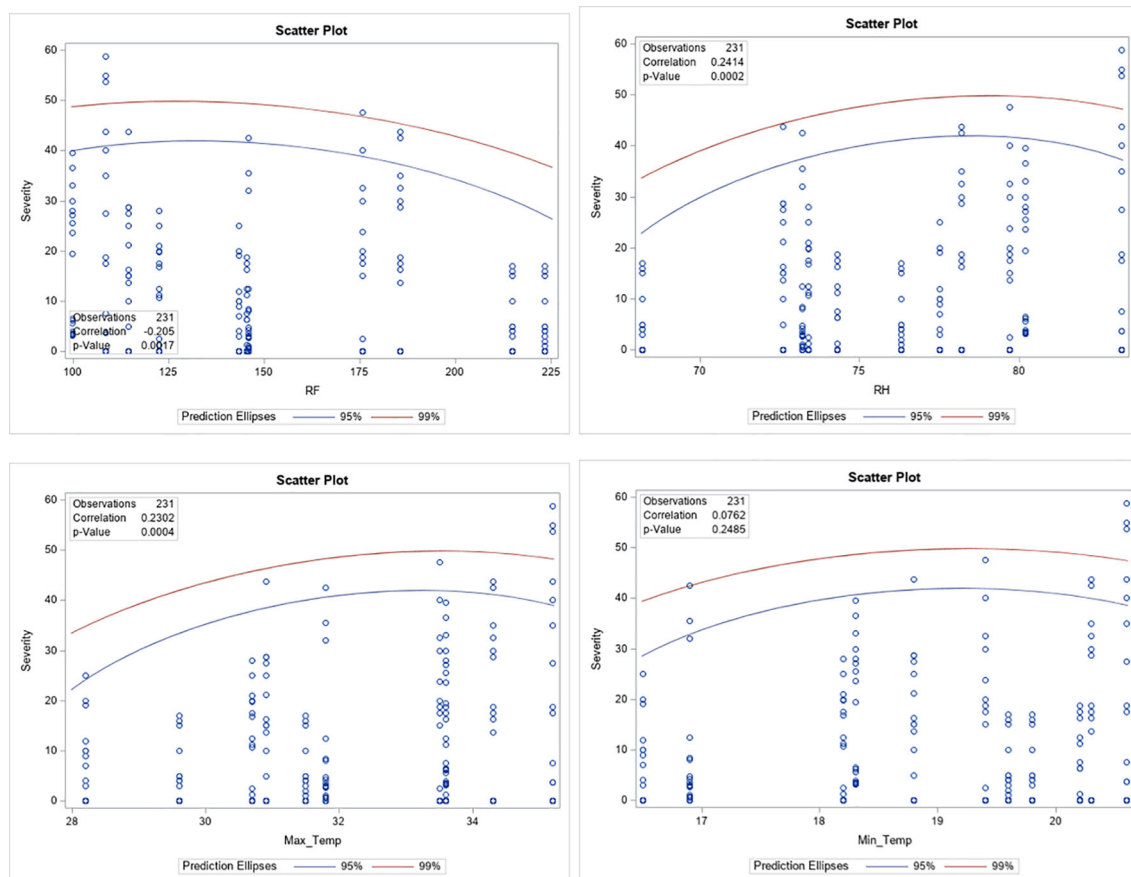 Scatter Plot
60
50
40
30
20
10
0
Severity
Observations 231
Correlation -0.205
p-Value 0.0017
100 125 150 175 200 225
RF
Prediction Ellipses 95% 99%
Scatter Plot
Observations 231
Correlation 0.2414
p-Value 0.0002
60
50
40
30
20
10
0
Severity
70 75 80
RH
Prediction Ellipses 95% 99%
Scatter Plot
Observations 231
Correlation 0.2302
p-Value 0.0004
60
50
40
30
20
10
0
Severity
28 30 32 34
Max_Temp
Prediction Ellipses 95% 99%
Scatter Plot
Observations 231
Correlation 0.0762
p-Value 0.2485
60
50
40
30
20
10
0
Severity
17 18 19 20
Min_Temp
Prediction Ellipses 95% 99%